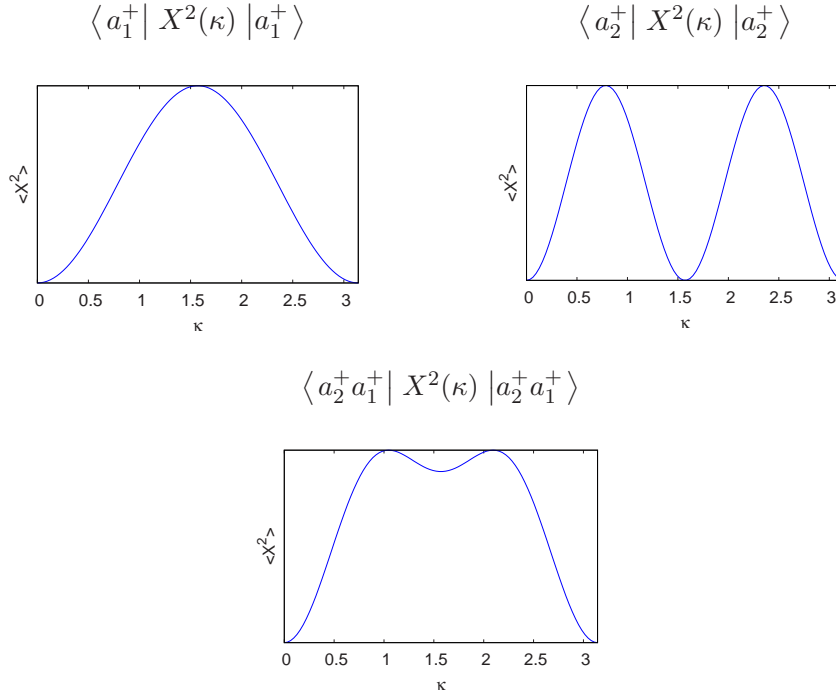 ⟨ a₁⁺ | X²(κ) | a₁⁺ ⟩
⟨ a₂⁺ | X²(κ) | a₂⁺ ⟩
<X²>
0 0.5 1 1.5 2 2.5 3
κ
<X²>
0 0.5 1 1.5 2 2.5 3
κ
⟨ a₂⁺ a₁⁺ | X²(κ) | a₂⁺ a₁⁺ ⟩
<X²>
0 0.5 1 1.5 2 2.5 3
κ